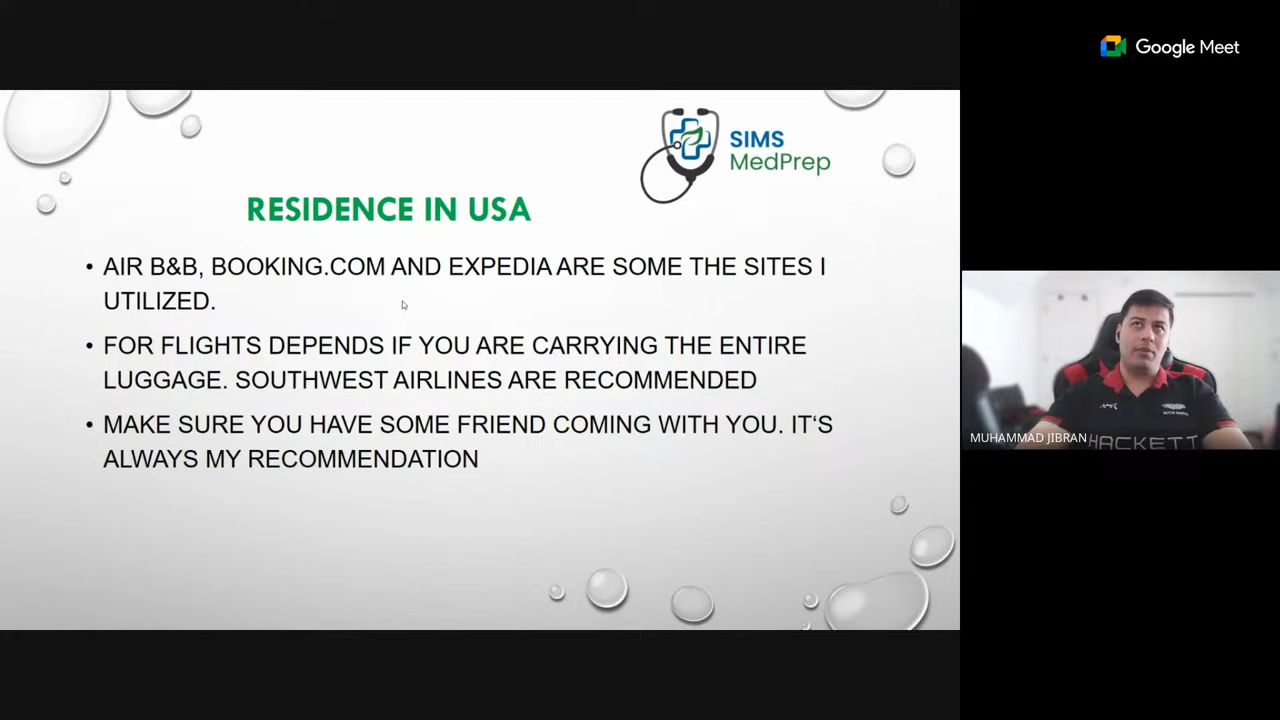 Google Meet
SIMS
MedPrep
RESIDENCE IN USA
• AIR B&B, BOOKING.COM AND EXPEDIA ARE SOME THE SITES I
UTILIZED.
• FOR FLIGHTS DEPENDS IF YOU ARE CARRYING THE ENTIRE
LUGGAGE. SOUTHWEST AIRLINES ARE RECOMMENDED
• MAKE SURE YOU HAVE SOME FRIEND COMING WITH YOU. IT‘S
ALWAYS MY RECOMMENDATION
MUHAMMAD JIBRAN
HACKETT